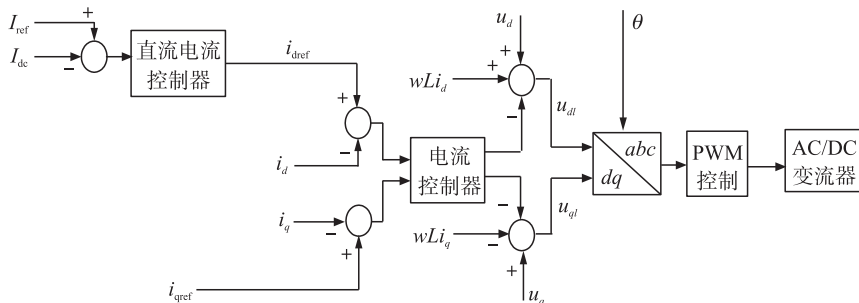 I_ref
+
I_dc
−
直流电流
控制器
i_dref
+
−
i_d
i_q
−
+
i_qref
电流
控制器
u_d
+
wLi_d
+
−
u_dl
−
wLi_q
−
+
u_q
u_ql
θ
abc
dq
PWM
控制
AC/DC
变流器